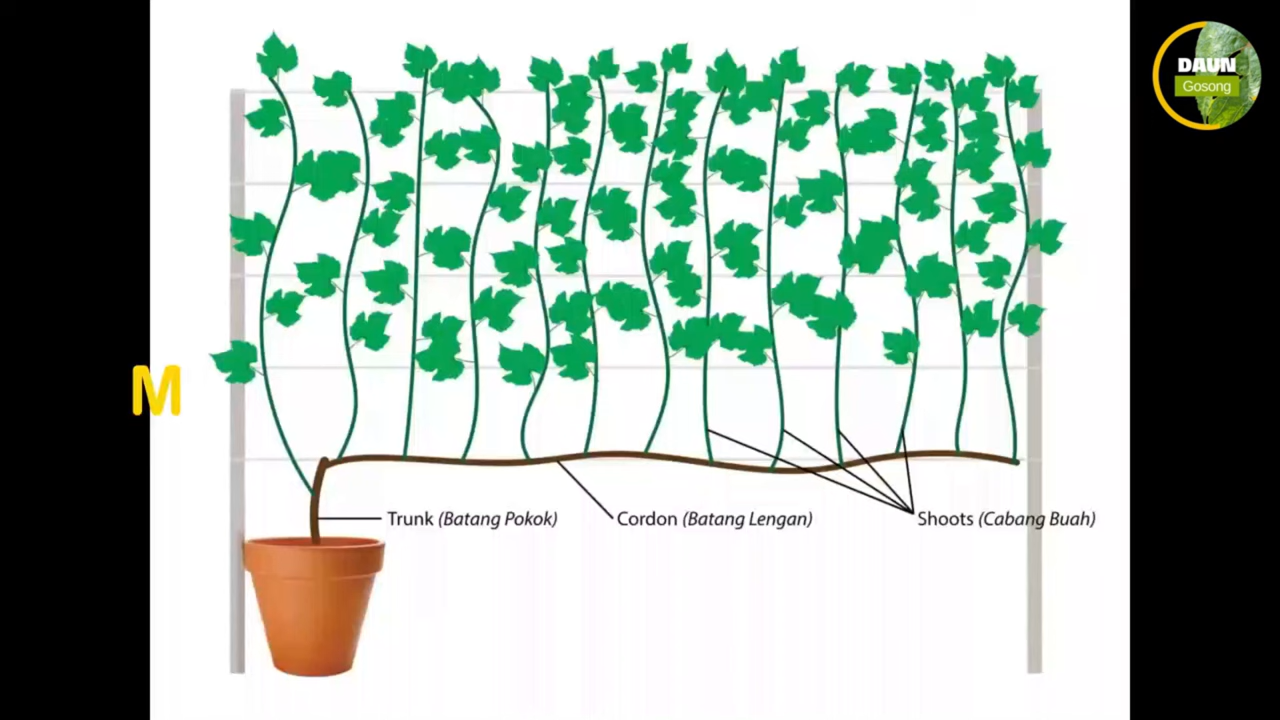 DAUN
Gosong
M
Trunk (Batang Pokok)
Cordon (Batang Lengan)
Shoots (Cabang Buah)